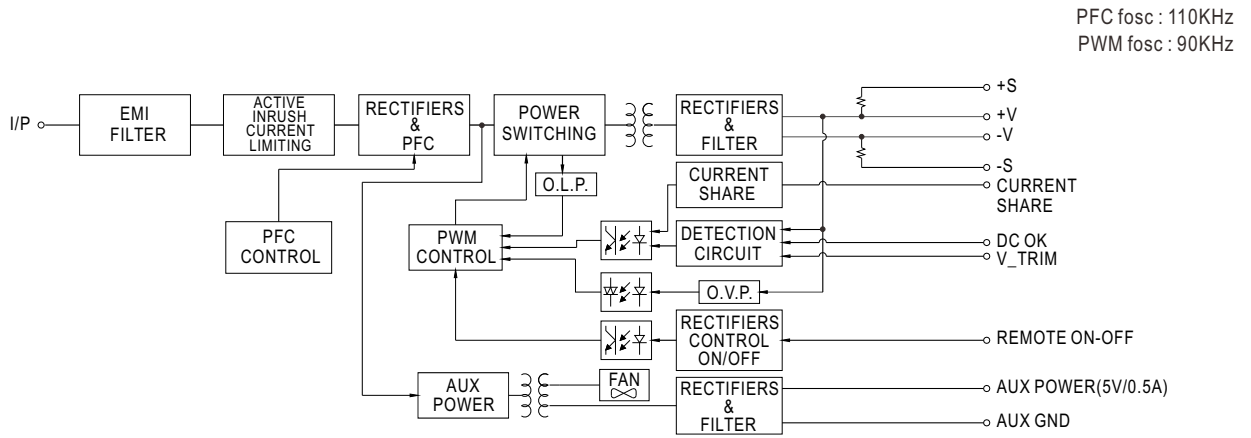 PFC fosc : 110KHz
PWM fosc : 90KHz
I/P
EMI
FILTER
ACTIVE
INRUSH
CURRENT
LIMITING
RECTIFIERS
&
PFC
POWER
SWITCHING
RECTIFIERS
&
FILTER
+S
+V
-V
-S
O.L.P.
CURRENT
SHARE
CURRENT
SHARE
PFC
CONTROL
PWM
CONTROL
DETECTION
CIRCUIT
DC OK
V_TRIM
O.V.P.
RECTIFIERS
CONTROL
ON/OFF
REMOTE ON-OFF
AUX
POWER
FAN
RECTIFIERS
&
FILTER
AUX POWER(5V/0.5A)
AUX GND